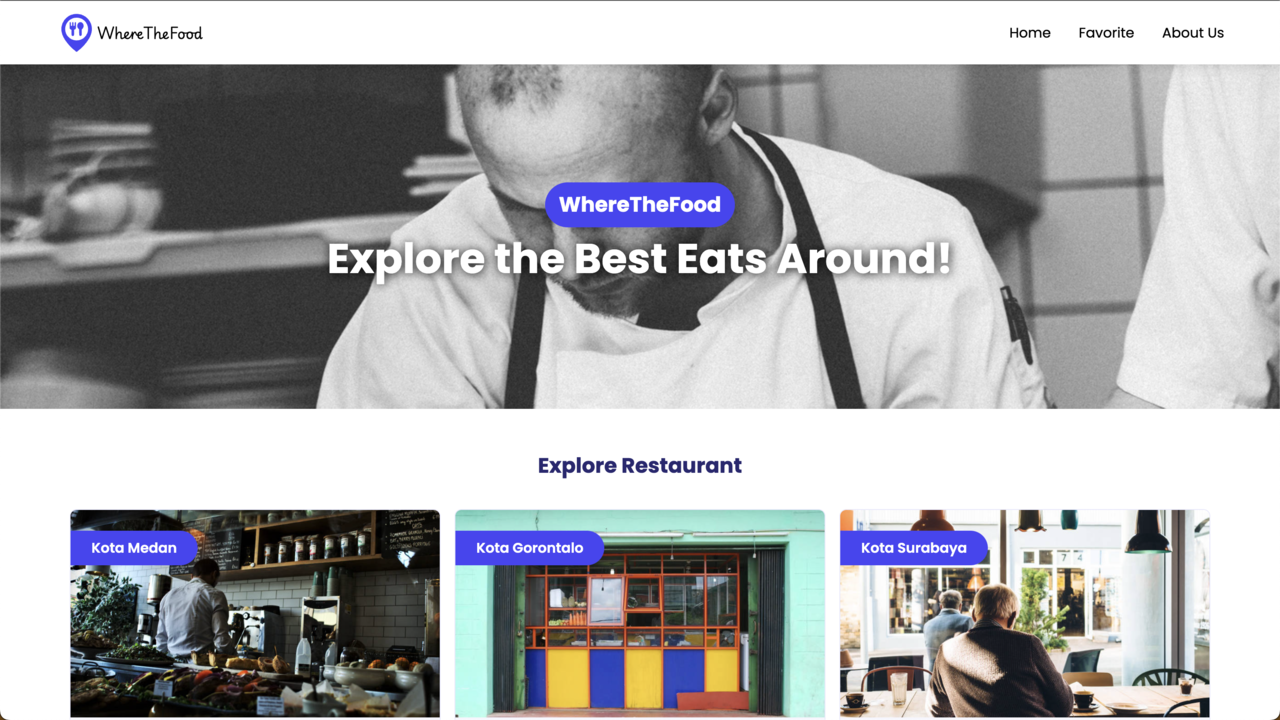 WhereTheFood
Home Favorite About Us
WhereTheFood
Explore the Best Eats Around!
Explore Restaurant
Kota Medan
Kota Gorontalo
Kota Surabaya